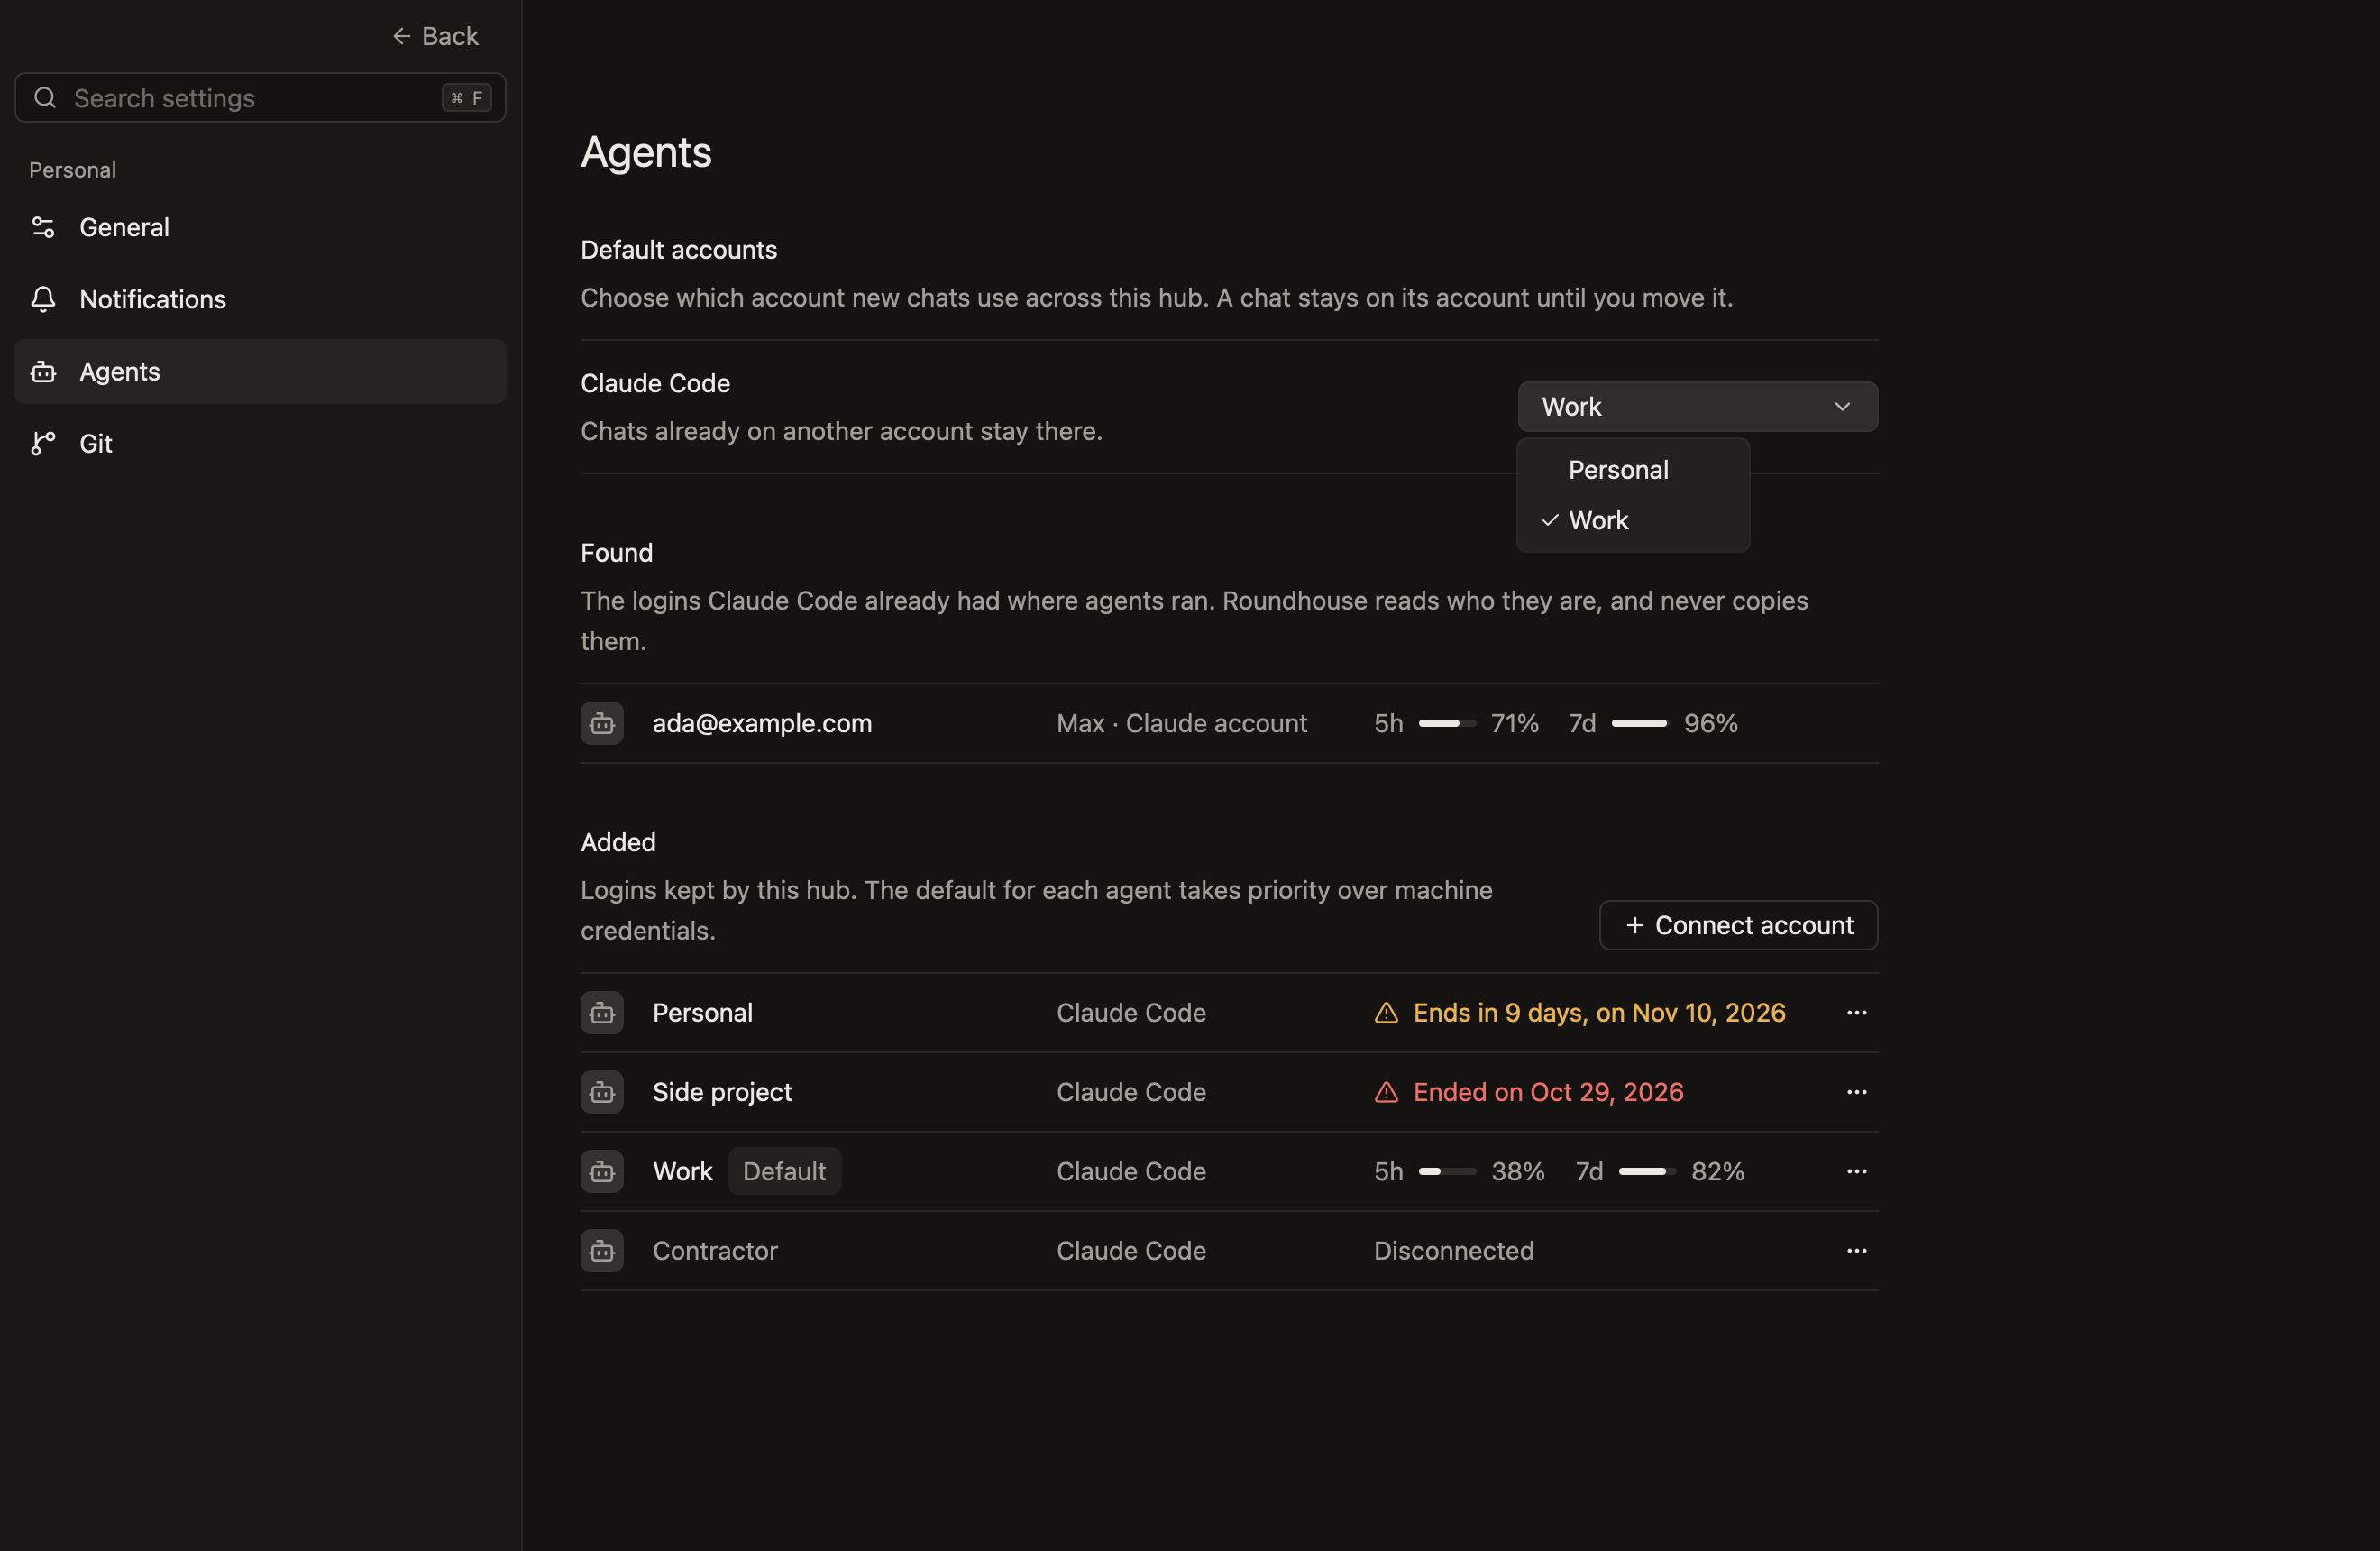 Back
Search settings
⌘ F
Personal
General
Notifications
Agents
Git
Agents
Default accounts
Choose which account new chats use across this hub. A chat stays on its account until you move it.
Claude Code
Chats already on another account stay there.
Work
Personal
Work
Found
The logins Claude Code already had where agents ran. Roundhouse reads who they are, and never copies
them.
ada@example.com Max · Claude account 5h 71% 7d 96%
Added
Logins kept by this hub. The default for each agent takes priority over machine
credentials.
+ Connect account
Personal Claude Code Ends in 9 days, on Nov 10, 2026
Side project Claude Code Ended on Oct 29, 2026
Work Default Claude Code 5h 38% 7d 82%
Contractor Claude Code Disconnected